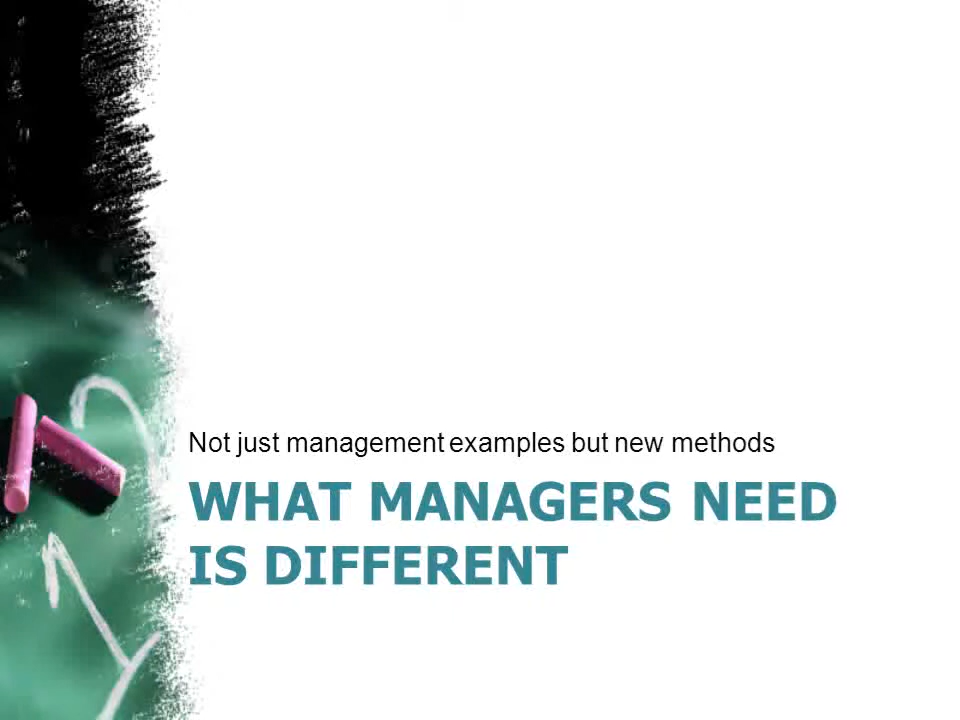 Not just management examples but new methods
WHAT MANAGERS NEED
IS DIFFERENT